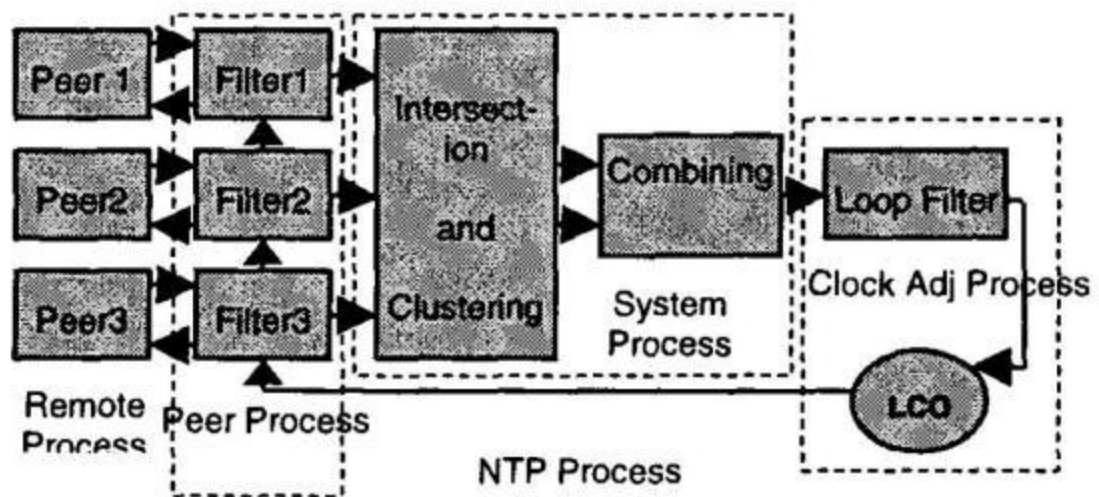 Peer 1
Filter1
Peer2
Filter2
Peer3
Filter3
Intersect-
ion
and
Clustering
Combining
System
Process
Loop Filter
Clock Adj Process
LCO
Remote
Process
Peer Process
NTP Process